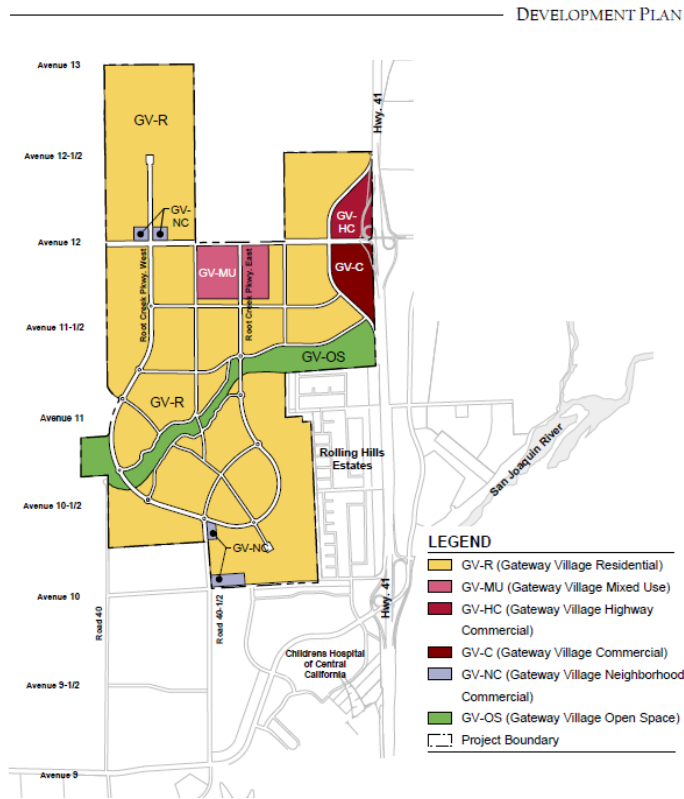 DEVELOPMENT PLAN
Avenue 13
Hwy. 41
GV-R
Avenue 12-1/2
GV-
NC
GV-
HC
Avenue 12
Root Creek Pkwy. West
GV-MU
Root Creek Pkwy. East
GV-C
Avenue 11-1/2
GV-OS
GV-R
Avenue 11
Rolling Hills
Estates
San Joaquin River
Avenue 10-1/2
GV-NC
Avenue 10
Road 40
Road 40-1/2
Hwy. 41
Childrens Hospital
of Central
California
Avenue 9-1/2
Avenue 9
LEGEND
GV-R (Gateway Village Residential)
GV-MU (Gateway Village Mixed Use)
GV-HC (Gateway Village Highway
Commercial)
GV-C (Gateway Village Commercial)
GV-NC (Gateway Village Neighborhood
Commercial)
GV-OS (Gateway Village Open Space)
Project Boundary